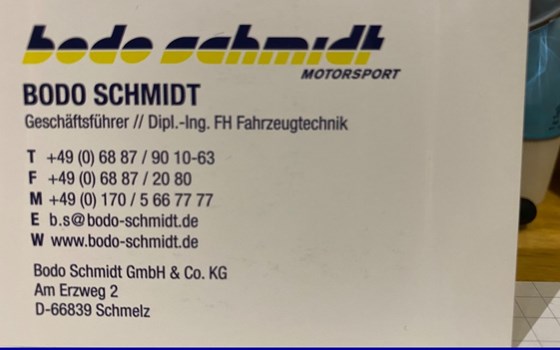 bodo schmidt
MOTORSPORT
BODO SCHMIDT
Geschäftsführer // Dipl.-Ing. FH Fahrzeugtechnik
T +49 (0) 68 87 / 90 10-63
F +49 (0) 68 87 / 20 80
M +49 (0) 170 / 5 66 77 77
E b.s@bodo-schmidt.de
W www.bodo-schmidt.de
Bodo Schmidt GmbH & Co. KG
Am Erzweg 2
D-66839 Schmelz